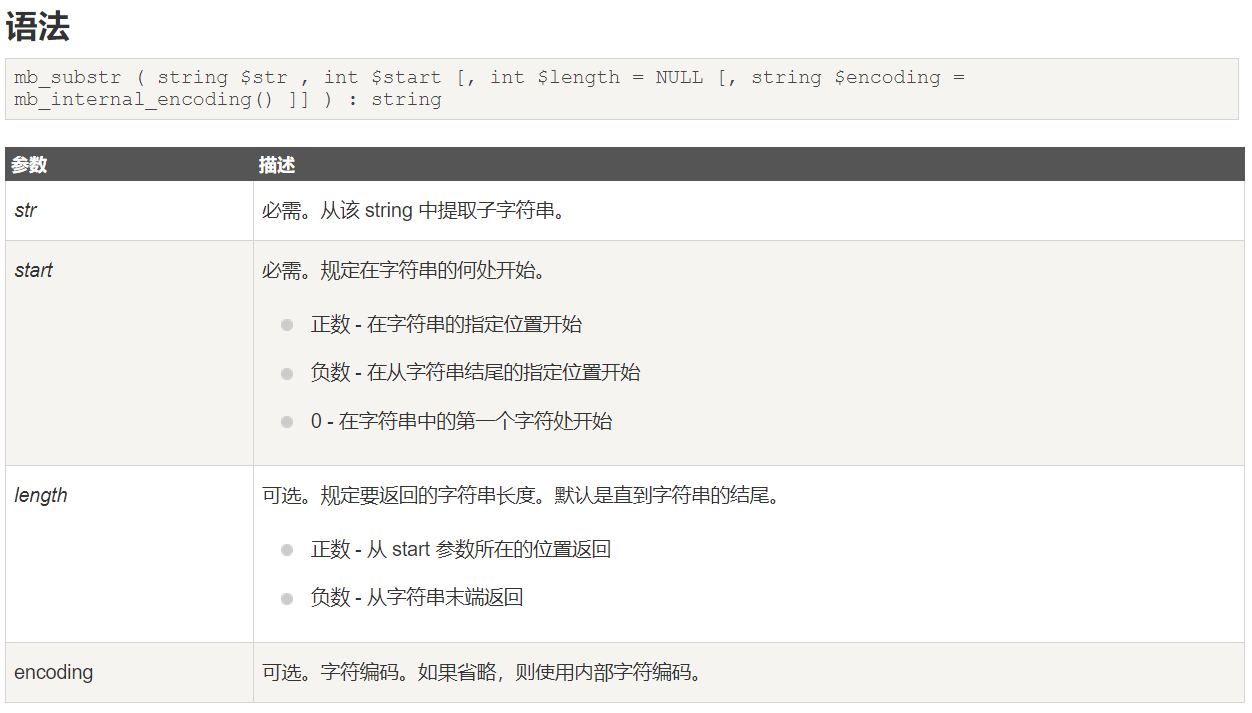 语法
mb_substr ( string $str , int $start [, int $length = NULL [, string $encoding =
mb_internal_encoding() ]] ) : string
参数 描述
str 必需。从该 string 中提取子字符串。
start 必需。规定在字符串的何处开始。
正数 - 在字符串的指定位置开始
负数 - 在从字符串结尾的指定位置开始
0 - 在字符串中的第一个字符处开始
length 可选。规定要返回的字符串长度。默认是直到字符串的结尾。
正数 - 从 start 参数所在的位置返回
负数 - 从字符串末端返回
encoding 可选。字符编码。如果省略，则使用内部字符编码。